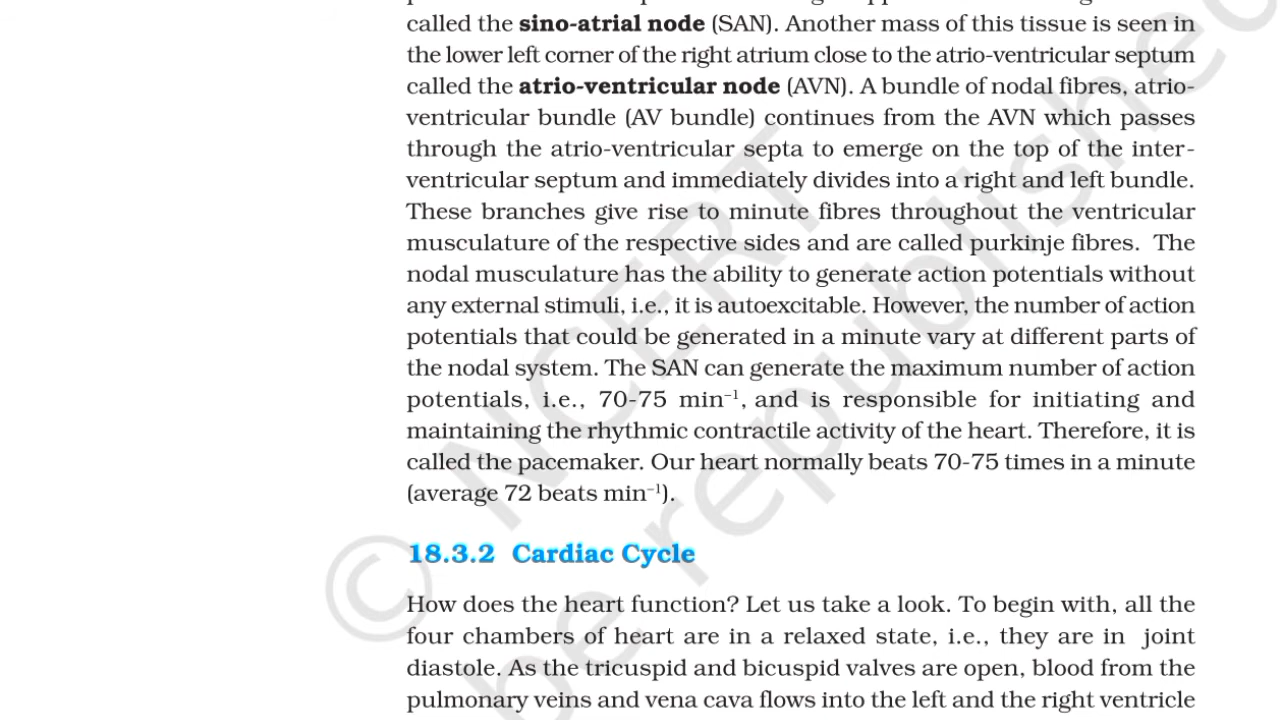 called the sino-atrial node (SAN). Another mass of this tissue is seen in
the lower left corner of the right atrium close to the atrio-ventricular septum
called the atrio-ventricular node (AVN). A bundle of nodal fibres, atrio-
ventricular bundle (AV bundle) continues from the AVN which passes
through the atrio-ventricular septa to emerge on the top of the inter-
ventricular septum and immediately divides into a right and left bundle.
These branches give rise to minute fibres throughout the ventricular
musculature of the respective sides and are called purkinje fibres. The
nodal musculature has the ability to generate action potentials without
any external stimuli, i.e., it is autoexcitable. However, the number of action
potentials that could be generated in a minute vary at different parts of
the nodal system. The SAN can generate the maximum number of action
potentials, i.e., 70-75 min⁻¹, and is responsible for initiating and
maintaining the rhythmic contractile activity of the heart. Therefore, it is
called the pacemaker. Our heart normally beats 70-75 times in a minute
(average 72 beats min⁻¹).
18.3.2 Cardiac Cycle
How does the heart function? Let us take a look. To begin with, all the
four chambers of heart are in a relaxed state, i.e., they are in joint
diastole. As the tricuspid and bicuspid valves are open, blood from the
pulmonary veins and vena cava flows into the left and the right ventricle
© NCERT
be republished